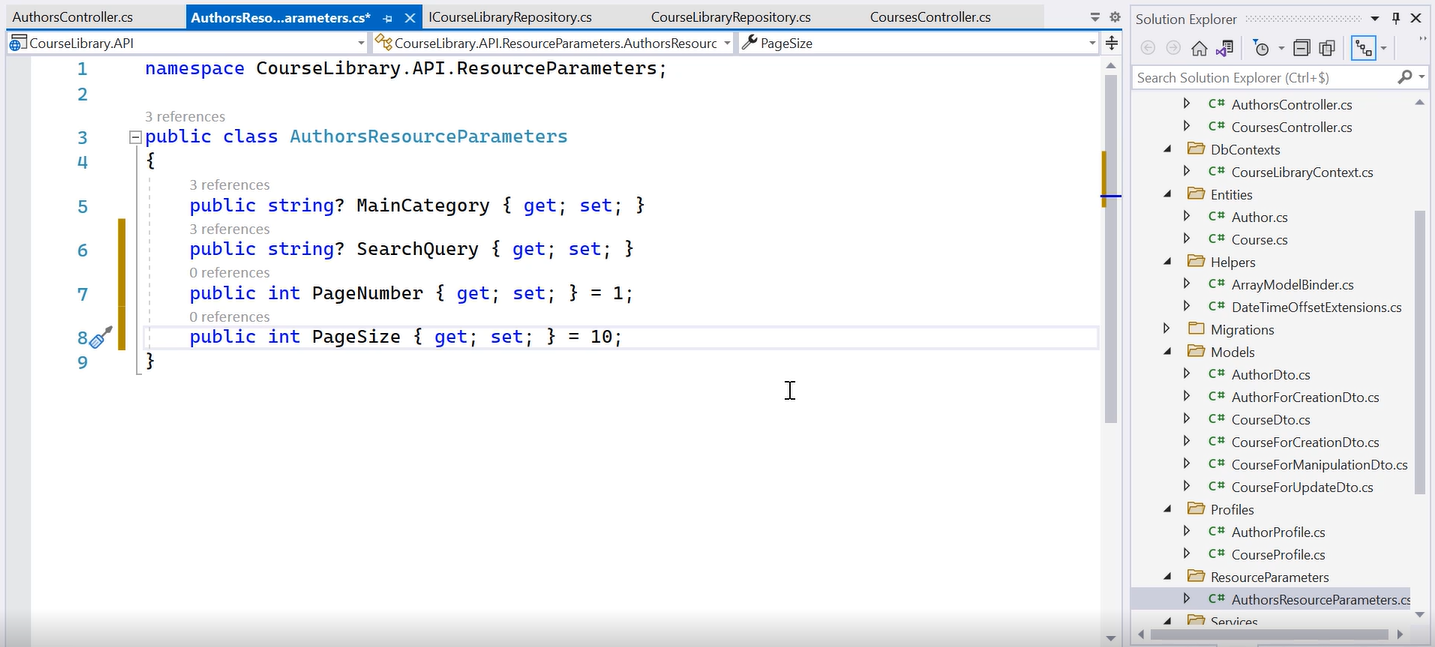 AuthorsController.cs AuthorsReso...arameters.cs* ICourseLibraryRepository.cs CourseLibraryRepository.cs CoursesController.cs
CourseLibrary.API CourseLibrary.API.ResourceParameters.AuthorsResourc PageSize
1 namespace CourseLibrary.API.ResourceParameters;
2
3 references
3 public class AuthorsResourceParameters
4 {
3 references
5 public string? MainCategory { get; set; }
3 references
6 public string? SearchQuery { get; set; }
0 references
7 public int PageNumber { get; set; } = 1;
0 references
8 public int PageSize { get; set; } = 10;
9 }
Solution Explorer
Search Solution Explorer (Ctrl+$)
C# AuthorsController.cs
C# CoursesController.cs
DbContexts
C# CourseLibraryContext.cs
Entities
C# Author.cs
C# Course.cs
Helpers
C# ArrayModelBinder.cs
C# DateTimeOffsetExtensions.cs
Migrations
Models
C# AuthorDto.cs
C# AuthorForCreationDto.cs
C# CourseDto.cs
C# CourseForCreationDto.cs
C# CourseForManipulationDto.cs
C# CourseForUpdateDto.cs
Profiles
C# AuthorProfile.cs
C# CourseProfile.cs
ResourceParameters
C# AuthorsResourceParameters.cs
Services